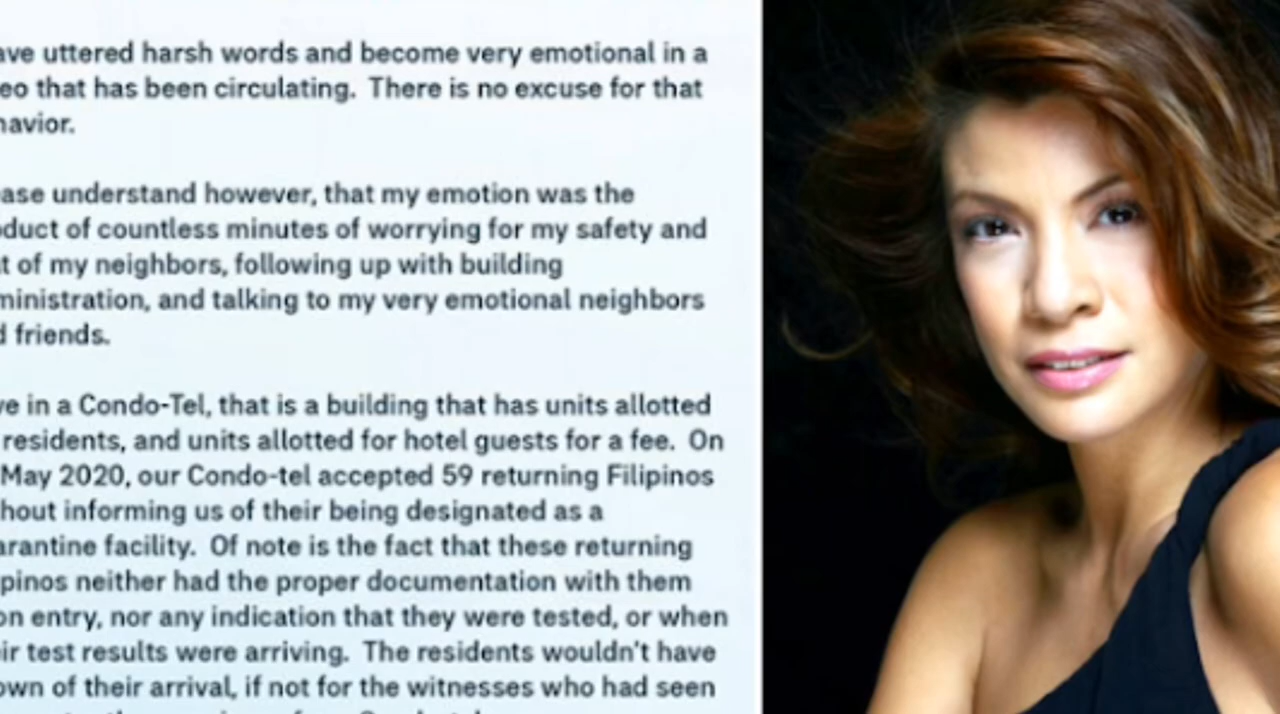 ave uttered harsh words and become very emotional in a
eo that has been circulating.  There is no excuse for that
navior.
ase understand however, that my emotion was the
duct of countless minutes of worrying for my safety and
t of my neighbors, following up with building
ministration, and talking to my very emotional neighbors
d friends.
ve in a Condo-Tel, that is a building that has units allotted
residents, and units allotted for hotel guests for a fee.  On
May 2020, our Condo-tel accepted 59 returning Filipinos
hout informing us of their being designated as a
arantine facility.  Of note is the fact that these returning
ipinos neither had the proper documentation with them
on entry, nor any indication that they were tested, or when
eir test results were arriving.  The residents wouldn't have
own of their arrival, if not for the witnesses who had seen